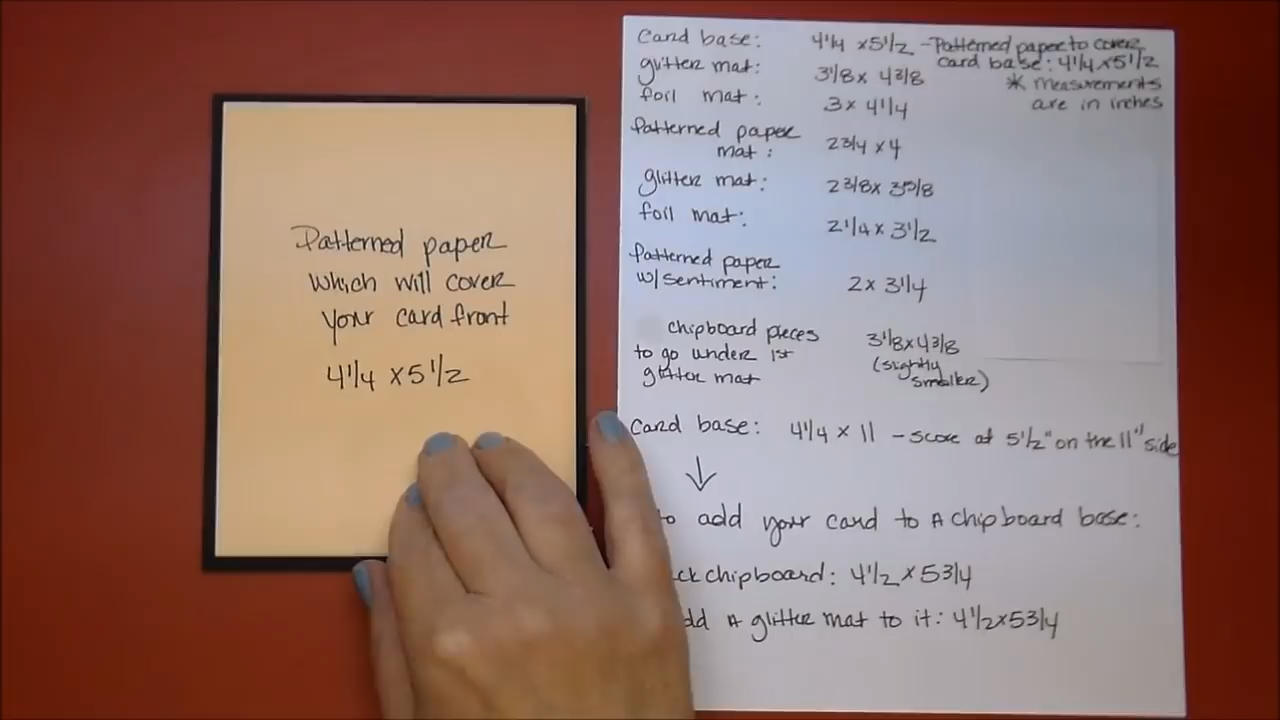 Patterned paper
which will cover
your card front
4 1/4 x 5 1/2
Card base: 4 1/4 x 5 1/2 - Patterned paper to cover
card base: 4 1/4 x 5 1/2
glitter mat: 3 1/8 x 4 3/8
* measurements
are in inches
foil mat: 3 x 4 1/4
Patterned paper
mat: 2 3/4 x 4
glitter mat: 2 3/8 x 3 5/8
foil mat: 2 1/4 x 3 1/2
Patterned paper
w/sentiment: 2 x 3 1/4
chipboard pieces 3 1/8 x 4 3/8
to go under 1st (slightly
glitter mat smaller)
Card base: 4 1/4 x 11 - score at 5 1/2" on the 11" side
↓
to add your card to A chipboard base:
ck chipboard: 4 1/2 x 5 3/4
dd A glitter mat to it: 4 1/2 x 5 3/4